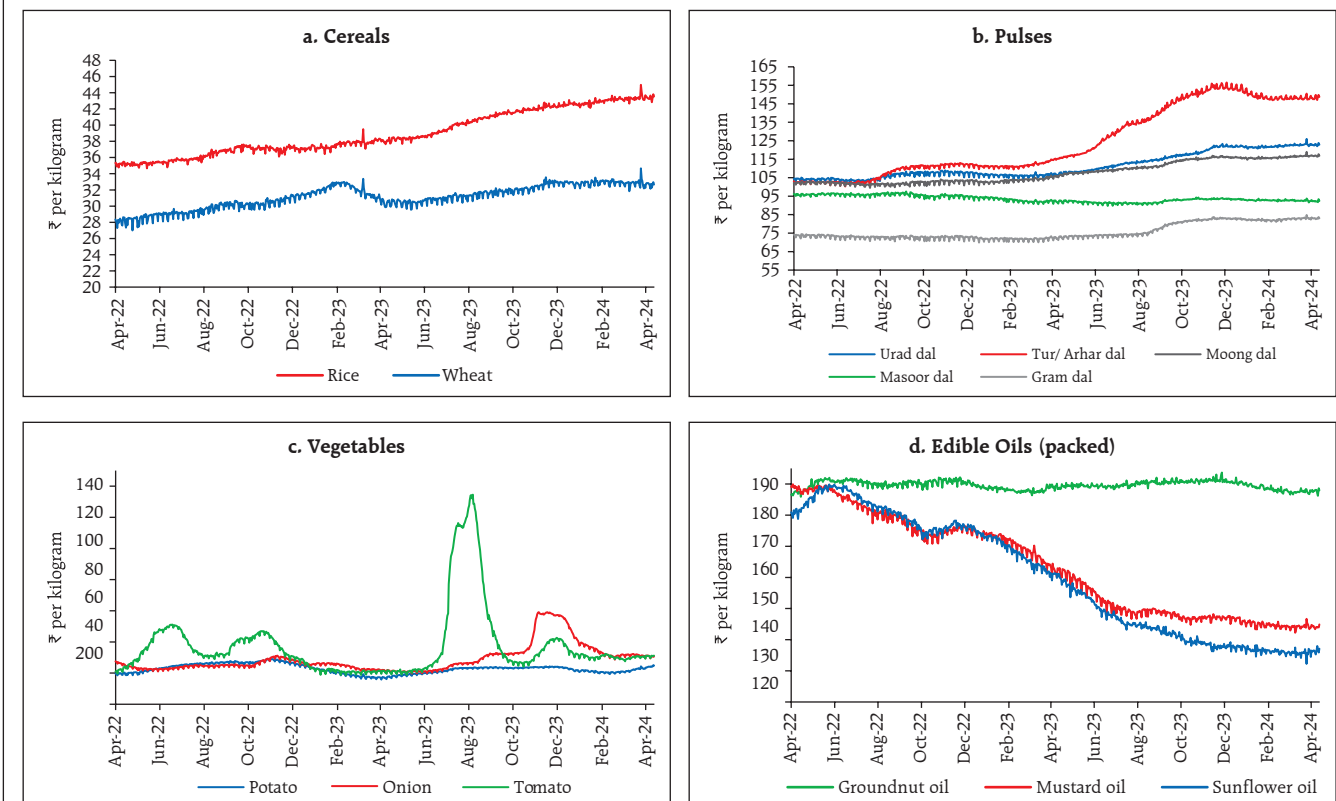 a. Cereals
₹ per kilogram
48
46
44
42
40
38
36
34
32
30
28
26
24
22
20
Apr-22
Jun-22
Aug-22
Oct-22
Dec-22
Feb-23
Apr-23
Jun-23
Aug-23
Oct-23
Dec-23
Feb-24
Apr-24
Rice Wheat
b. Pulses
₹ per kilogram
165
155
145
135
125
115
105
95
85
75
65
55
Apr-22
Jun-22
Aug-22
Oct-22
Dec-22
Feb-23
Apr-23
Jun-23
Aug-23
Oct-23
Dec-23
Feb-24
Apr-24
Urad dal Tur/ Arhar dal Moong dal
Masoor dal Gram dal
c. Vegetables
₹ per kilogram
140
120
100
80
60
40
200
Apr-22
Jun-22
Aug-22
Oct-22
Dec-22
Feb-23
Apr-23
Jun-23
Aug-23
Oct-23
Dec-23
Feb-24
Apr-24
Potato Onion Tomato
d. Edible Oils (packed)
₹ per kilogram
190
180
170
160
150
140
130
120
Apr-22
Jun-22
Aug-22
Oct-22
Dec-22
Feb-23
Apr-23
Jun-23
Aug-23
Oct-23
Dec-23
Feb-24
Apr-24
Groundnut oil Mustard oil Sunflower oil